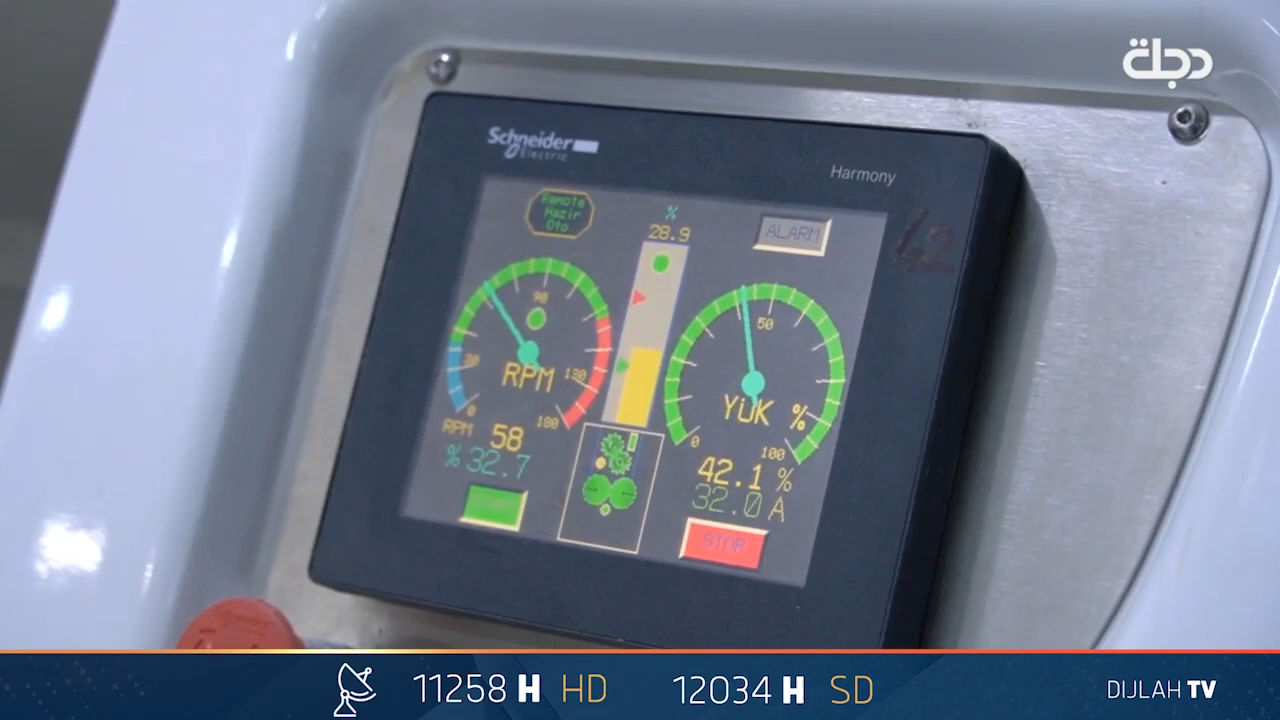 دجلة
Schneider
Electric
Harmony
Remote
Hazir
Oto
%
28.9
ALARM
90
50
30
130
RPM
YÜK %
0
180
0
100
RPM 58
% 32.7
42.1 %
32.0 A
STOP
11258 H HD 12034 H SD DIJLAH TV